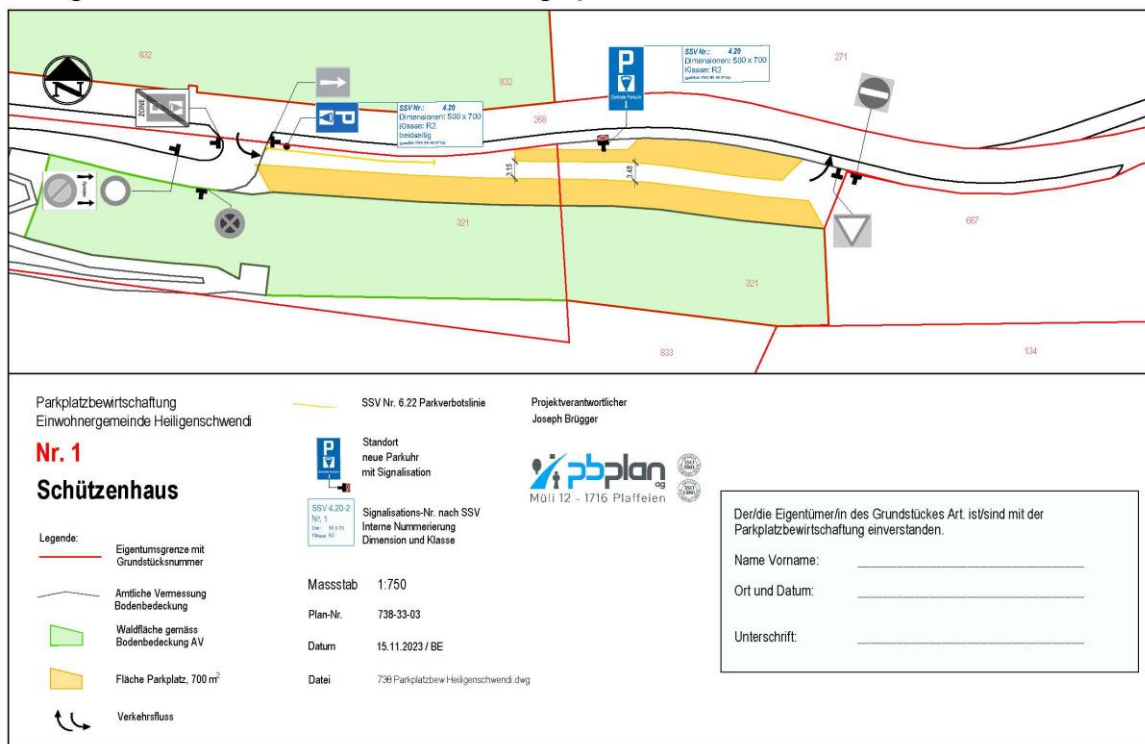 832
832
271
268
321
321
667
833
134
ZONE
P
P
Zentrale Parkuhr
SSV Nr.: 4.20
Dimensionen: 500 x 700
Klasse: R2
beidseitig
SSV Nr.: 4.20
Dimensionen: 500 x 700
Klasse: R2
3.15
3.48
Parkplatzbewirtschaftung
Einwohnergemeinde Heiligenschwendi
Nr. 1
Schützenhaus
Legende:
Eigentumsgrenze mit
Grundstücksnummer
Amtliche Vermessung
Bodenbedeckung
Waldfläche gemäss
Bodenbedeckung AV
Fläche Parkplatz, 700 m²
Verkehrsfluss
SSV Nr. 6.22 Parkverbotslinie
P
Standort
neue Parkuhr
mit Signalisation
SSV 4.20-2
Nr. 1
Signalisations-Nr. nach SSV
Interne Nummerierung
Dimension und Klasse
Massstab 1:750
Plan-Nr. 738-33-03
Datum 15.11.2023 / BE
Datei 738 Parkplatzbew Heiligenschwendi.dwg
Projektverantwortlicher
Joseph Brügger
pbplan
ag
Müli 12 - 1716 Plaffeien
ISO
ISO
Der/die Eigentümer/in des Grundstückes Art. ist/sind mit der
Parkplatzbewirtschaftung einverstanden.
Name Vorname:
Ort und Datum:
Unterschrift: